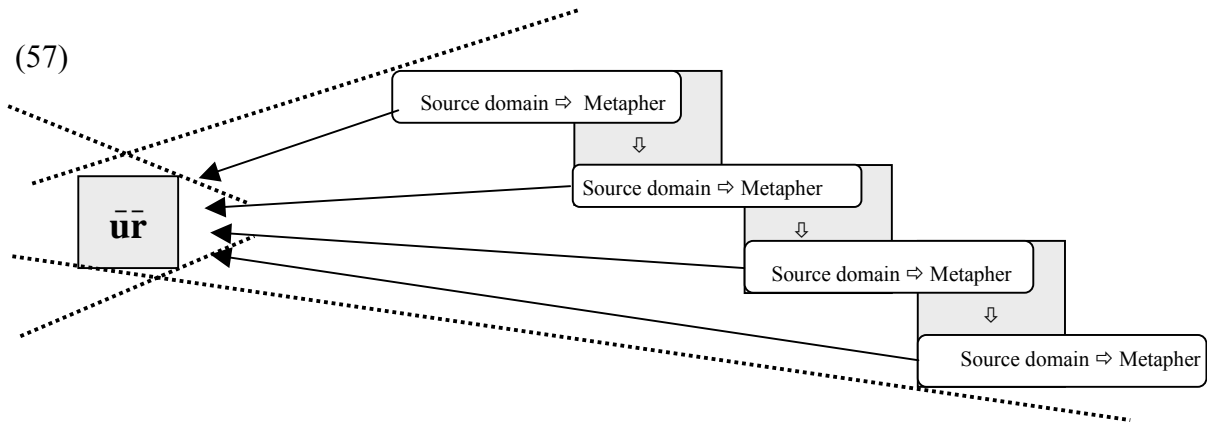 (57)
Source domain ⇨ Metapher
⇩
Source domain ⇨ Metapher
ūr̄
⇩
Source domain ⇨ Metapher
⇩
Source domain ⇨ Metapher